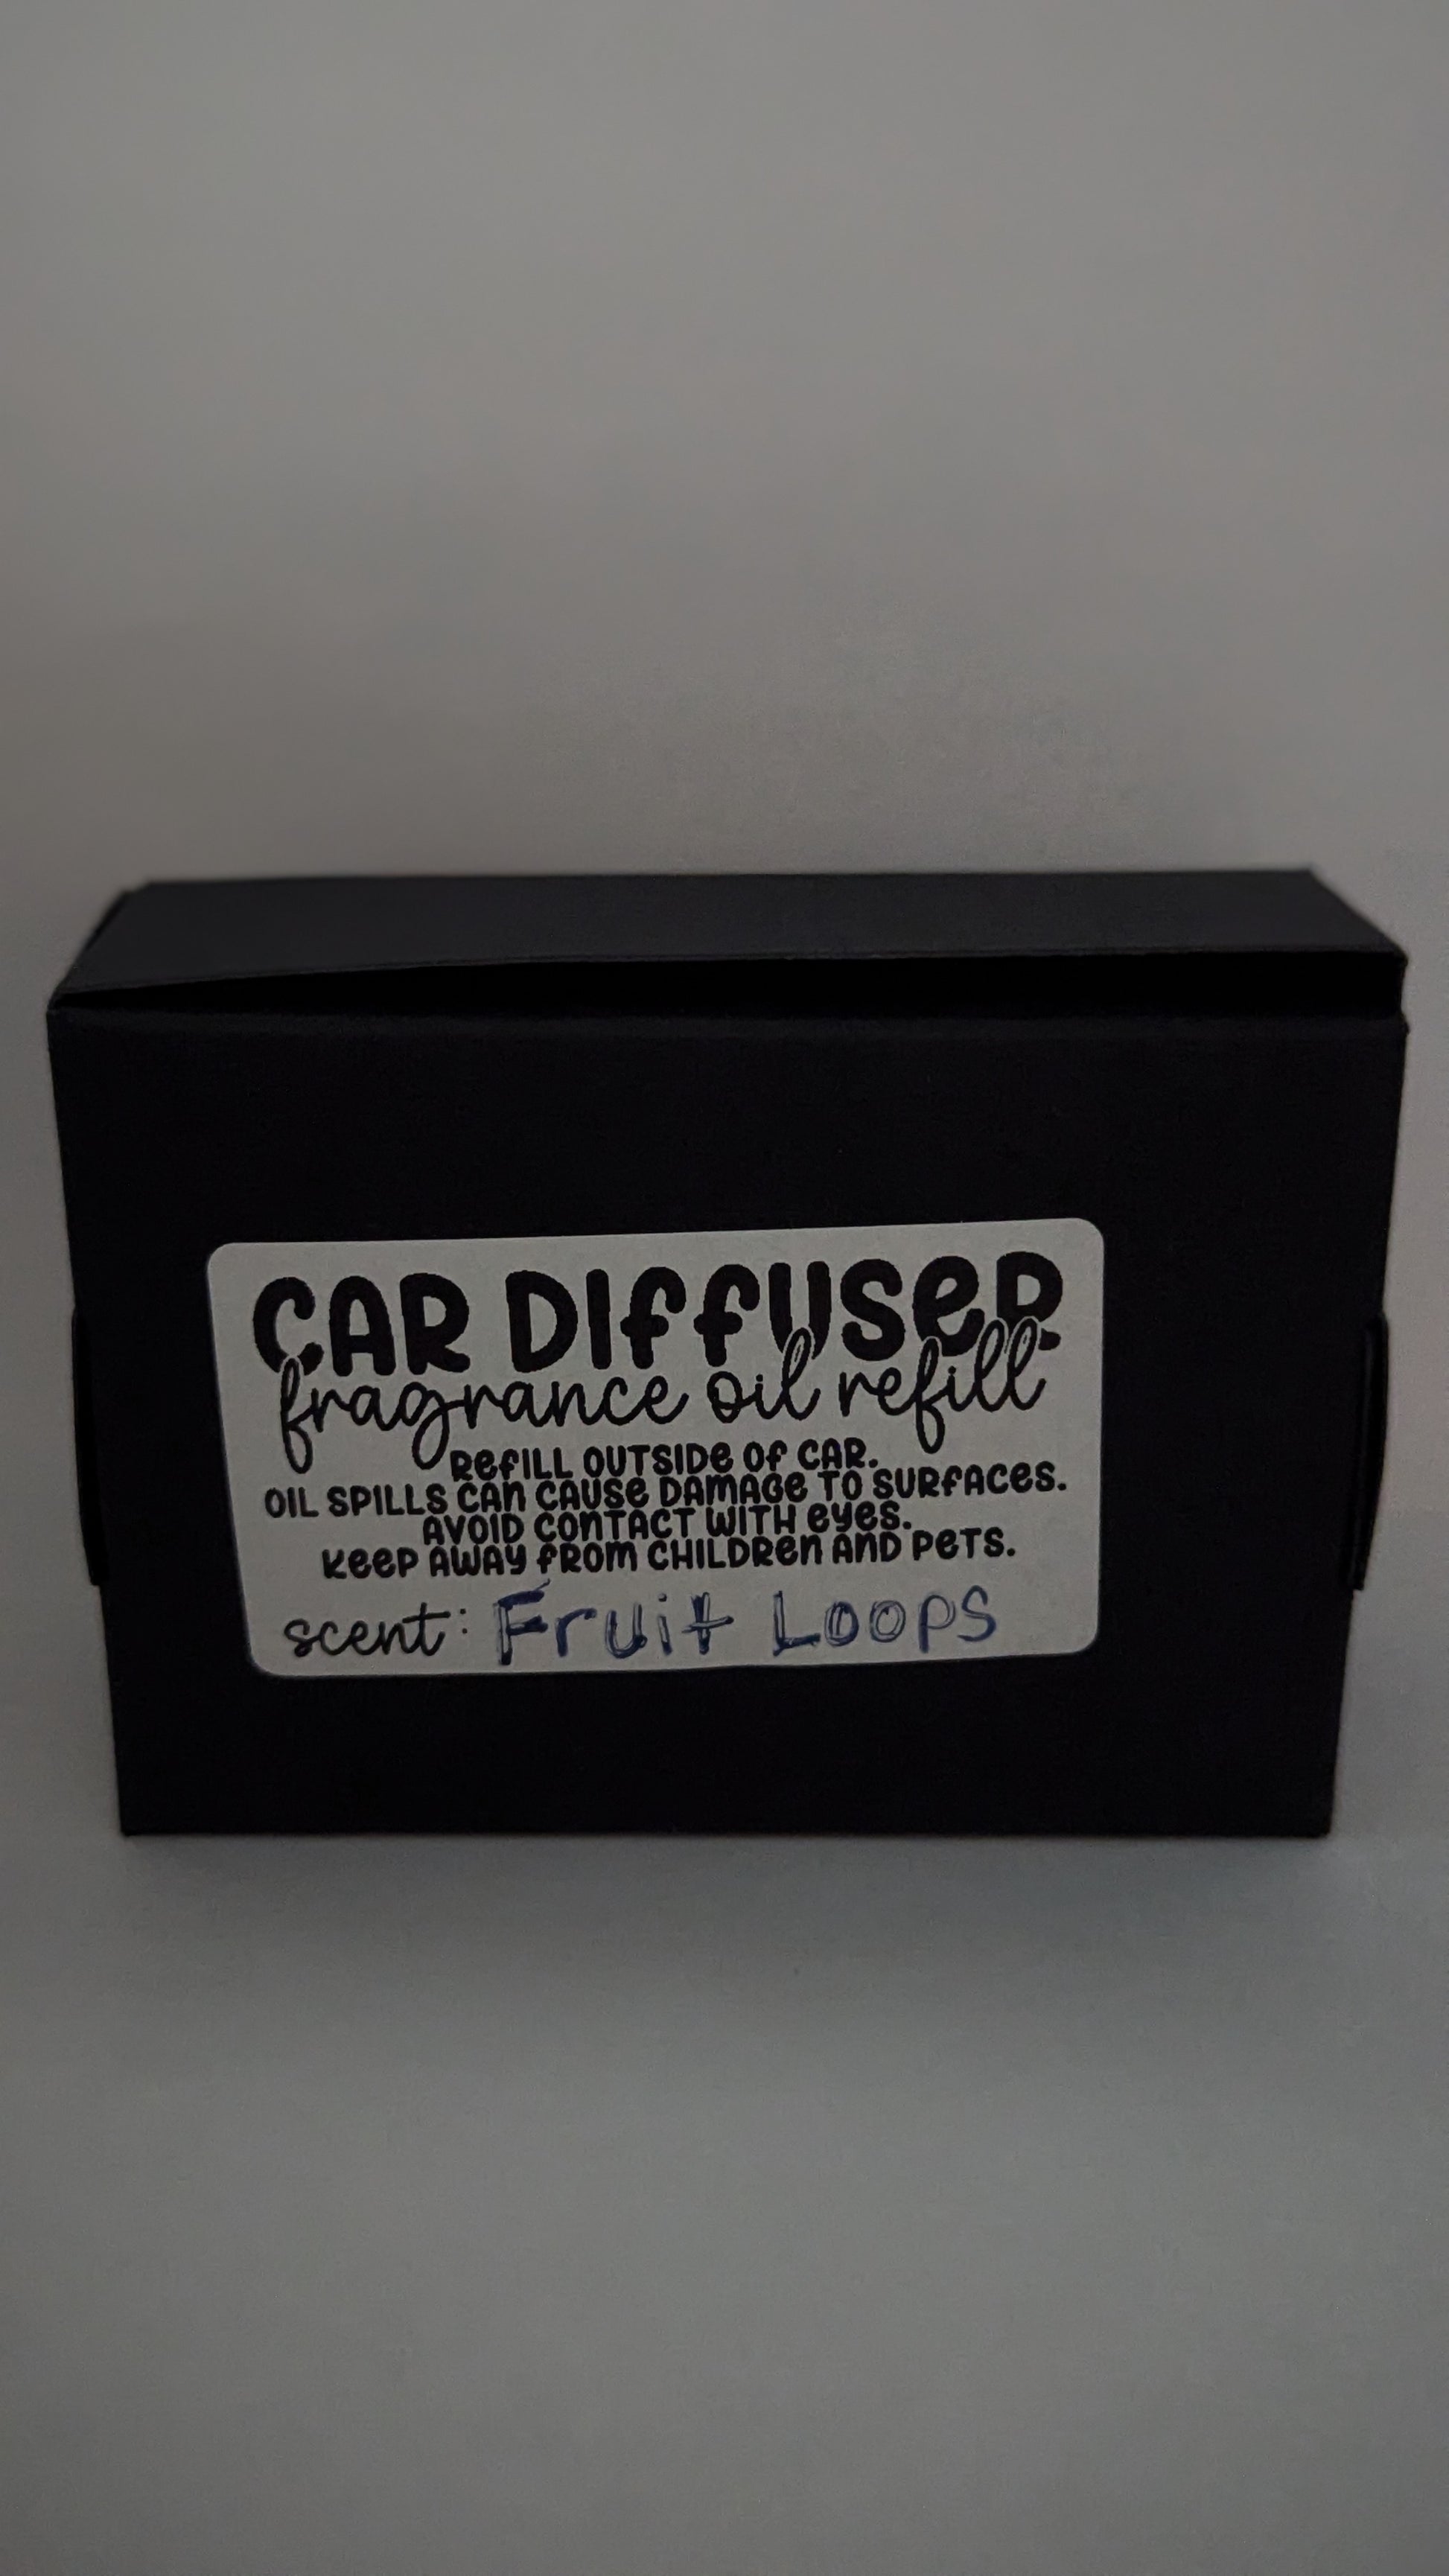 CAR DIFFUSER
fragrance oil refill
REFILL OUTSIDE OF CAR.
OIL SPILLS CAN CAUSE DAMAGE TO SURFACES.
AVOID CONTACT WITH EYES.
KEEP AWAY FROM CHILDREN AND PETS.
scent: Fruit Loops